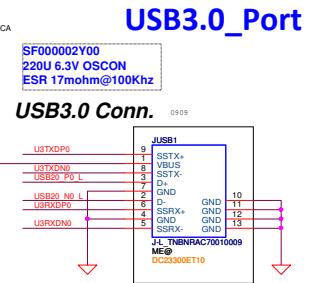 CA
USB3.0_Port
SF000002Y00
220U 6.3V OSCON
ESR 17mohm@100Khz
USB3.0 Conn.
0909
JUSB1
U3TXDP0 9 SSTX+
1 VBUS
U3TXDN0 8 SSTX-
USB20_P0_L 3 D+
7 GND
USB20_N0_L 2 D- GND 10
U3RXDP0 6 SSRX+ GND 11
4 GND GND 12
U3RXDN0 5 SSRX- GND 13
J-L_TNBNRAC70010009
ME@
DC23300ET10